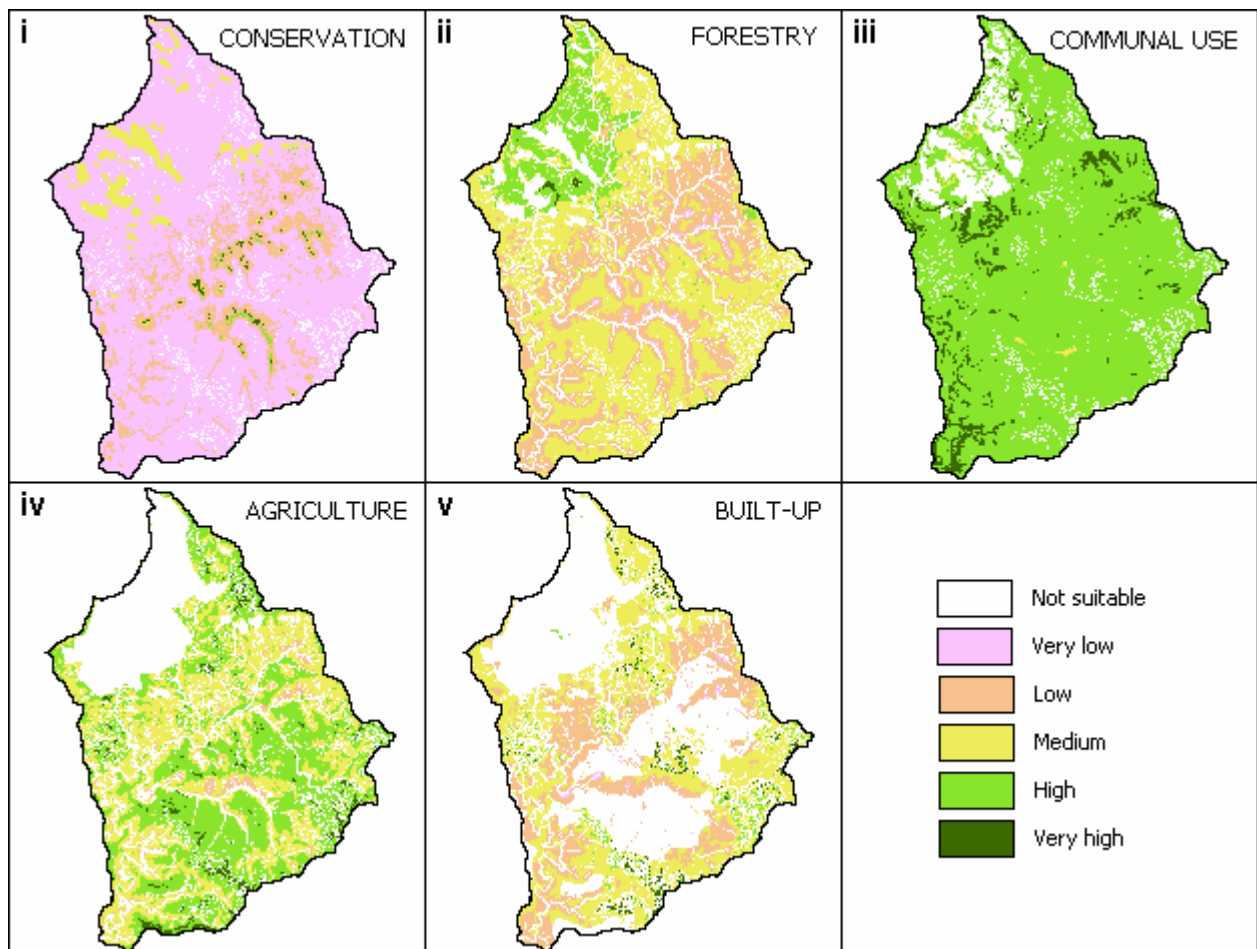 i CONSERVATION
ii FORESTRY
iii COMMUNAL USE
iv AGRICULTURE
v BUILT-UP
Not suitable
Very low
Low
Medium
High
Very high